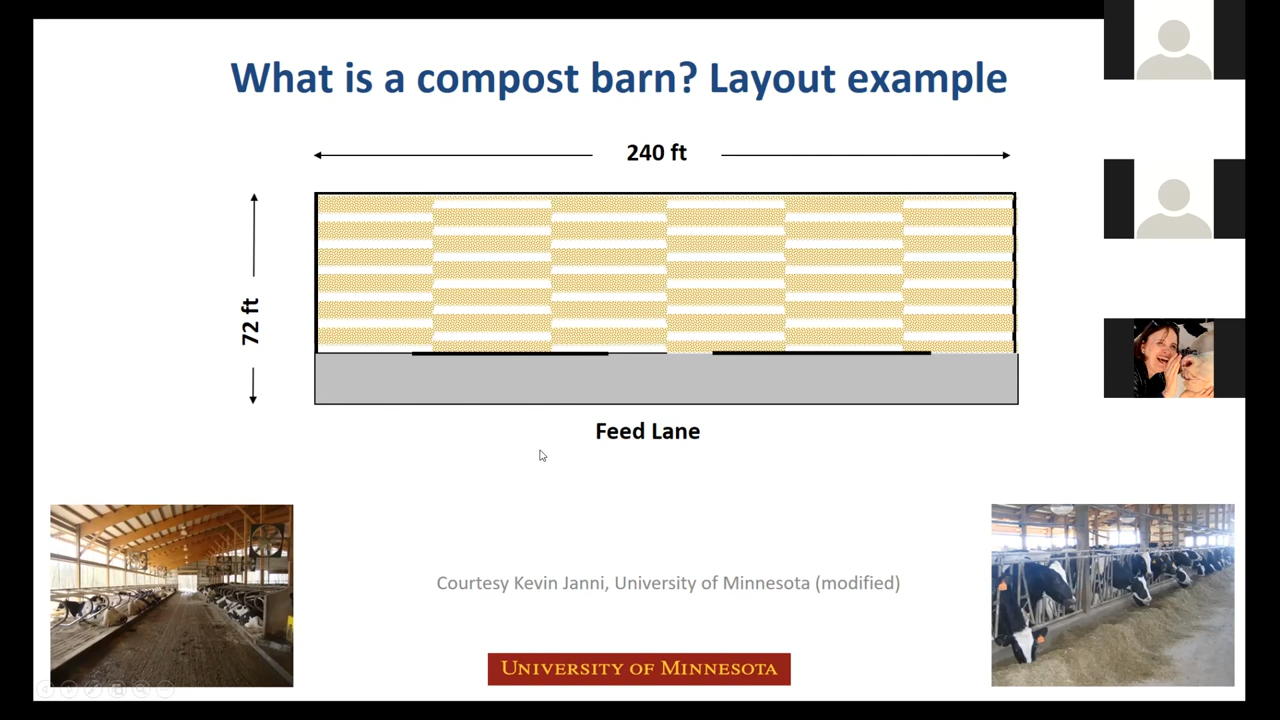 What is a compost barn? Layout example
240 ft
72 ft
Feed Lane
Courtesy Kevin Janni, University of Minnesota (modified)
UNIVERSITY OF MINNESOTA